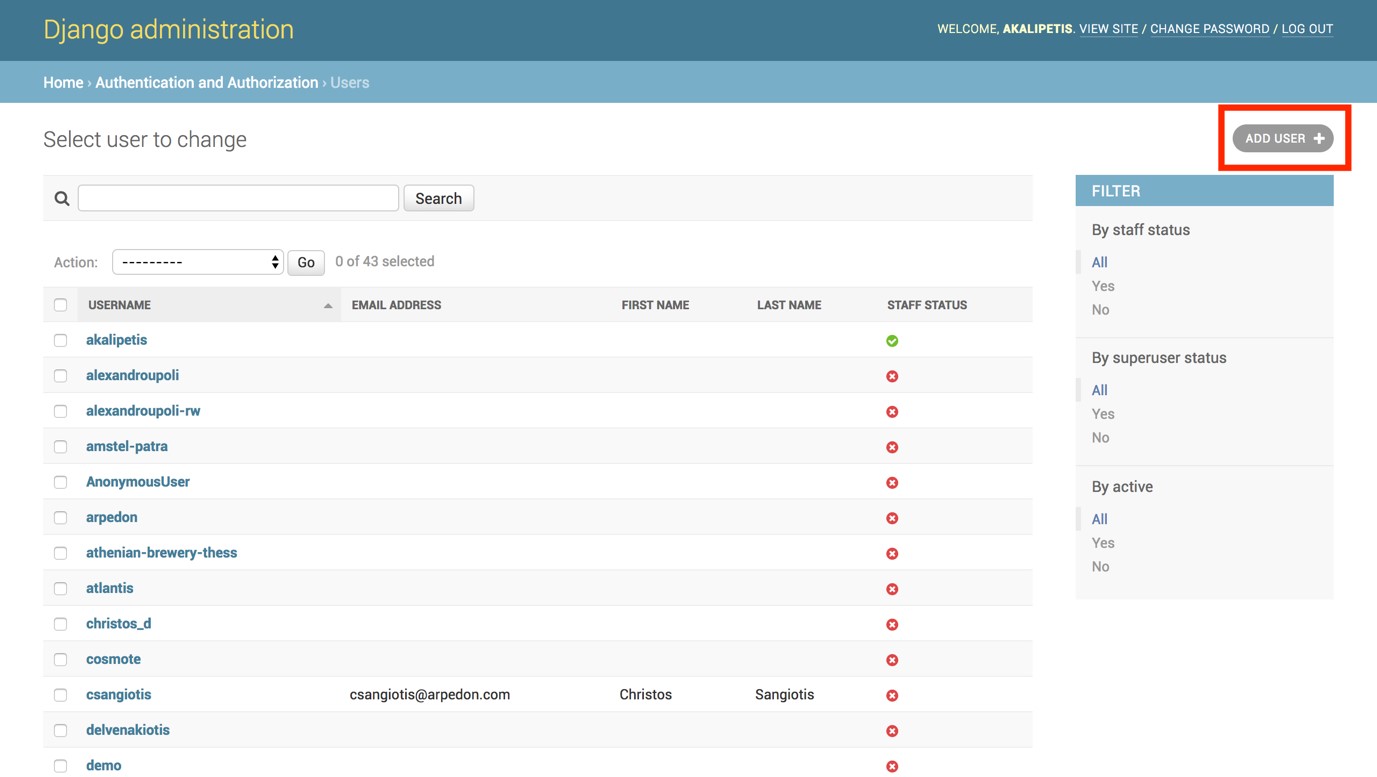 Django administration
WELCOME, AKALIPETIS. VIEW SITE / CHANGE PASSWORD / LOG OUT
Home › Authentication and Authorization › Users
Select user to change
ADD USER +
Search
Action: --------- Go 0 of 43 selected
USERNAME EMAIL ADDRESS FIRST NAME LAST NAME STAFF STATUS
akalipetis
alexandroupoli
alexandroupoli-rw
amstel-patra
AnonymousUser
arpedon
athenian-brewery-thess
atlantis
christos_d
cosmote
csangiotis csangiotis@arpedon.com Christos Sangiotis
delvenakiotis
demo
FILTER
By staff status
All
Yes
No
By superuser status
All
Yes
No
By active
All
Yes
No